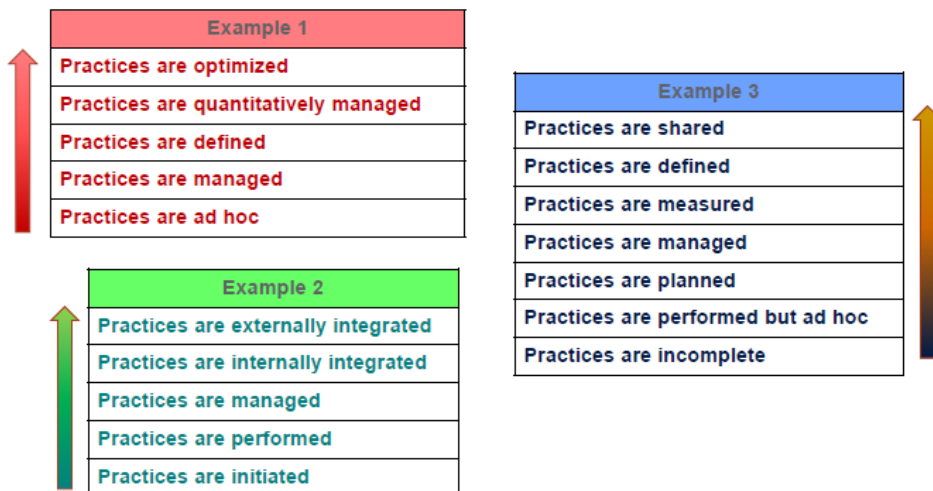 Example 1
Practices are optimized
Practices are quantitatively managed
Practices are defined
Practices are managed
Practices are ad hoc
Example 2
Practices are externally integrated
Practices are internally integrated
Practices are managed
Practices are performed
Practices are initiated
Example 3
Practices are shared
Practices are defined
Practices are measured
Practices are managed
Practices are planned
Practices are performed but ad hoc
Practices are incomplete